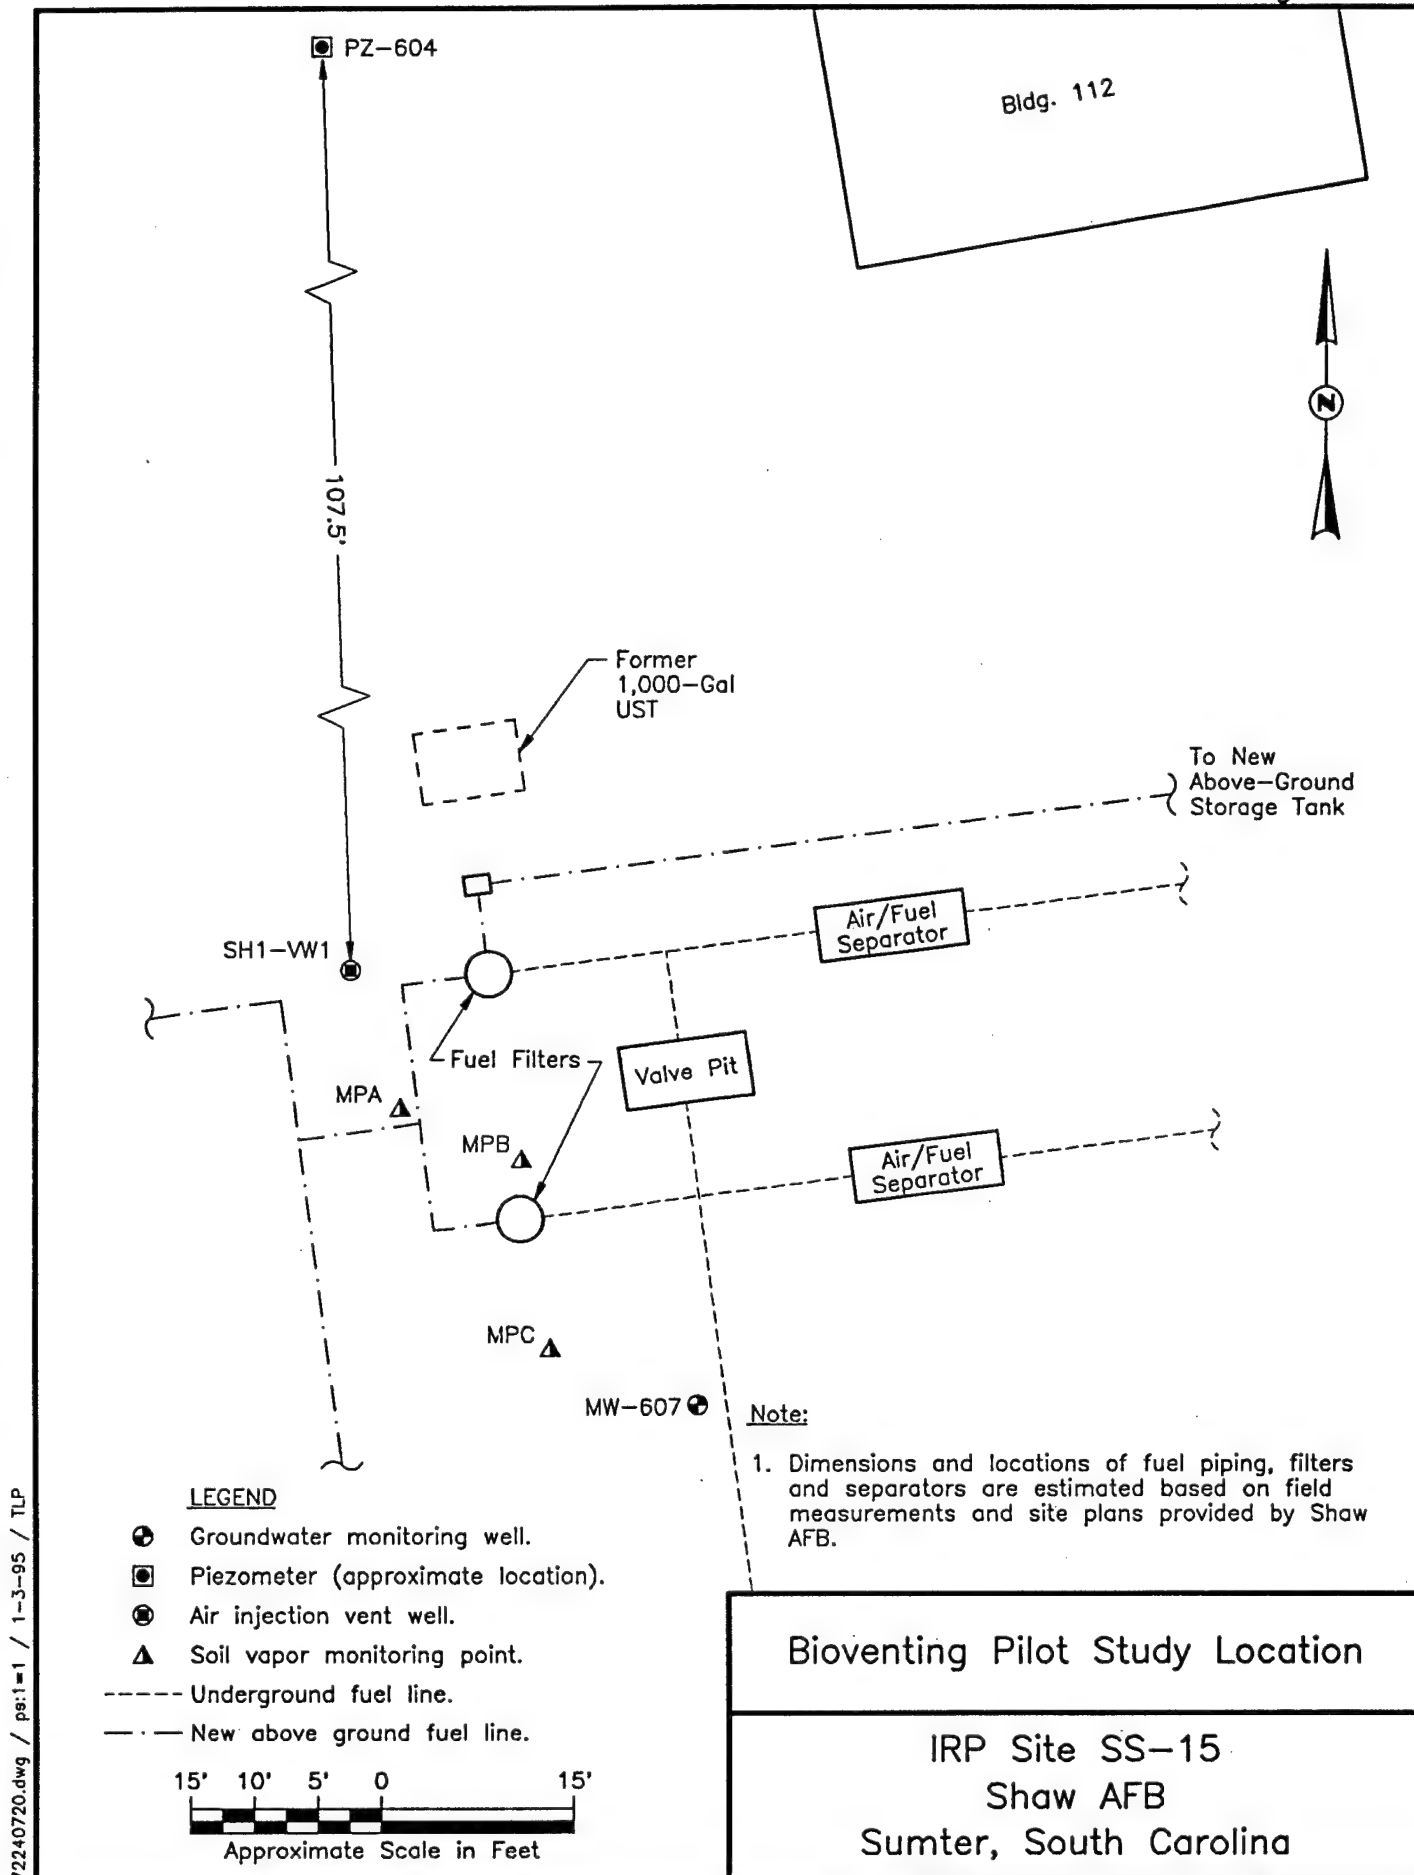 PZ-604
Bldg. 112
N
107.5'
Former
1,000-Gal
UST
To New
Above-Ground
Storage Tank
Air/Fuel
Separator
SH1-VW1
Fuel Filters
Valve Pit
MPA
MPB
Air/Fuel
Separator
MPC
MW-607
Note:
1. Dimensions and locations of fuel piping, filters
and separators are estimated based on field
measurements and site plans provided by Shaw
AFB.
LEGEND
Groundwater monitoring well.
Piezometer (approximate location).
Air injection vent well.
Soil vapor monitoring point.
Underground fuel line.
New above ground fuel line.
15' 10' 5' 0 15'
Approximate Scale in Feet
Bioventing Pilot Study Location
IRP Site SS-15
Shaw AFB
Sumter, South Carolina
22240720.dwg / ps:1=1 / 1-3-95 / TLP